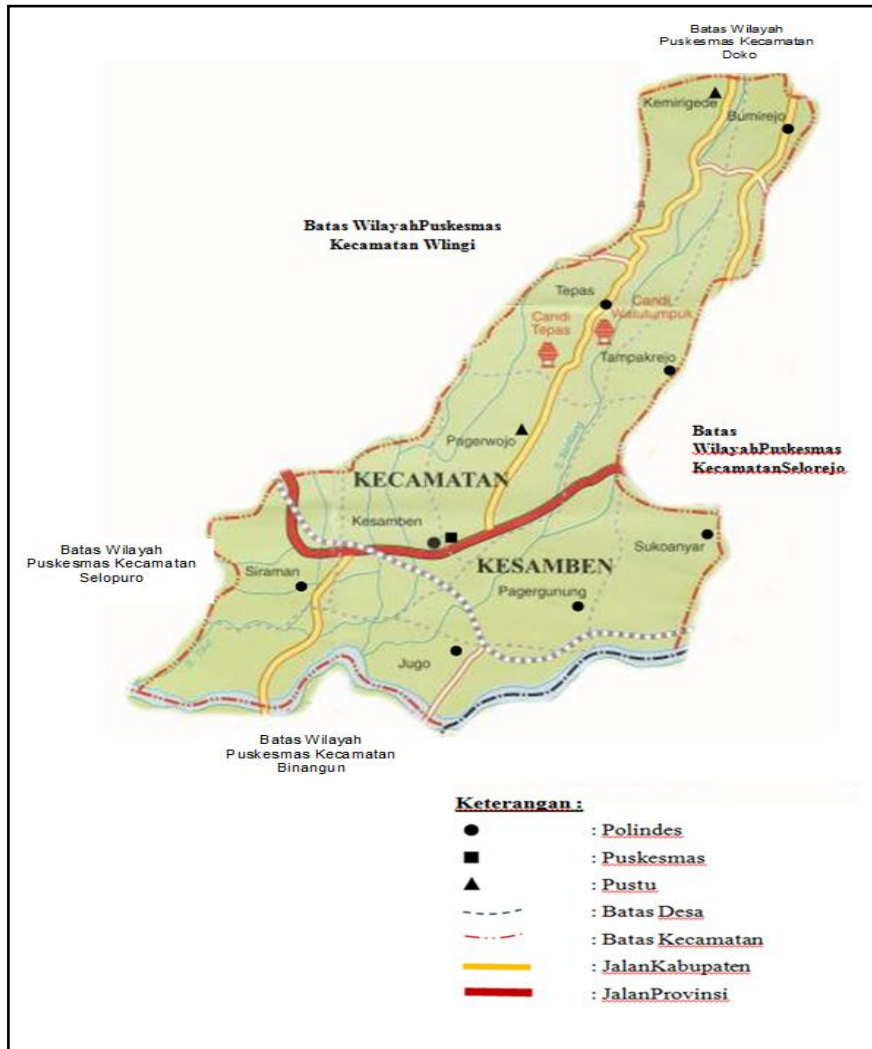 Batas Wilayah
Puskesmas Kecamatan
Doko
Kemirigede
Bumirejo
Batas WilayahPuskesmas
Kecamatan Wlingi
Tepas
Candi
Tepas
Candi
Watutumpuk
Tampakrejo
Pagerwojo
Batas
WilayahPuskesmas
KecamatanSelorejo
KECAMATAN
Kesamben
KESAMBEN
Sukoanyar
Batas Wilayah
Puskesmas Kecamatan
Selopuro
Siraman
Pagergunung
Jugo
Batas Wilayah
Puskesmas Kecamatan
Binangun
Keterangan :
: Polindes
: Puskesmas
: Pustu
: Batas Desa
: Batas Kecamatan
: JalanKabupaten
: JalanProvinsi